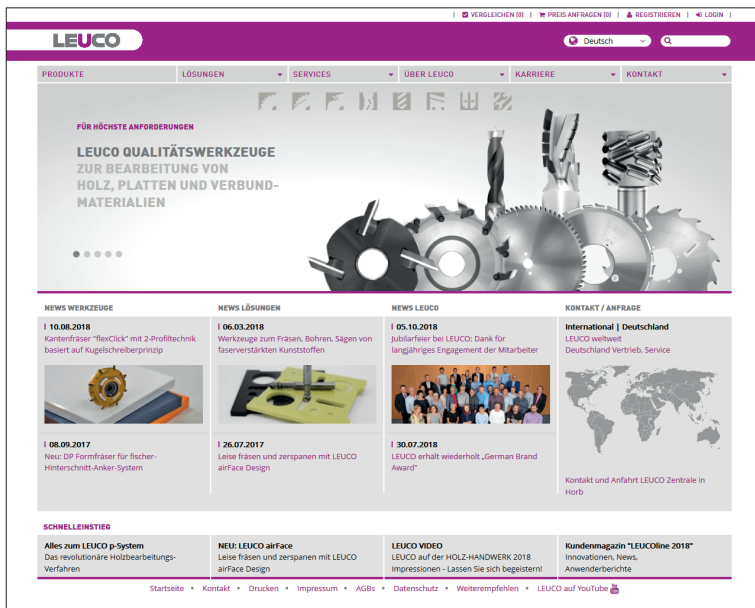 VERGLEICHEN (0) | PREIS ANFRAGEN (0) | REGISTRIEREN | LOGIN |
LEUCO
Deutsch
PRODUKTE LÖSUNGEN SERVICES ÜBER LEUCO KARRIERE KONTAKT
FÜR HÖCHSTE ANFORDERUNGEN
LEUCO QUALITÄTSWERKZEUGE
ZUR BEARBEITUNG VON
HOLZ, PLATTEN UND VERBUND-
MATERIALIEN
NEWS WERKZEUGE
10.08.2018
Kantenfräser "flexClick" mit 2-Profiltechnik
basiert auf Kugelschreiberprinzip
08.09.2017
Neu: DP Formfräser für fischer-
Hinterschnitt-Anker-System
NEWS LÖSUNGEN
06.03.2018
Werkzeuge zum Fräsen, Bohren, Sägen von
faserverstärkten Kunststoffen
26.07.2017
Leise fräsen und zerspanen mit LEUCO
airFace Design
NEWS LEUCO
05.10.2018
Jubilarfeier bei LEUCO: Dank für
langjähriges Engagement der Mitarbeiter
30.07.2018
LEUCO erhält wiederholt „German Brand
Award"
KONTAKT / ANFRAGE
International | Deutschland
LEUCO weltweit
Deutschland Vertrieb, Service
Kontakt und Anfahrt LEUCO Zentrale in
Horb
SCHNELLEINSTIEG
Alles zum LEUCO p-System
Das revolutionäre Holzbearbeitungs-
Verfahren
NEU: LEUCO airFace
Leise fräsen und zerspanen mit LEUCO
airFace Design
LEUCO VIDEO
LEUCO auf der HOLZ-HANDWERK 2018
Impressionen - Lassen Sie sich begeistern!
Kundenmagazin "LEUCOline 2018"
Innovationen, News,
Anwenderberichte
Startseite • Kontakt • Drucken • Impressum • AGBs • Datenschutz • Weiterempfehlen • LEUCO auf YouTube